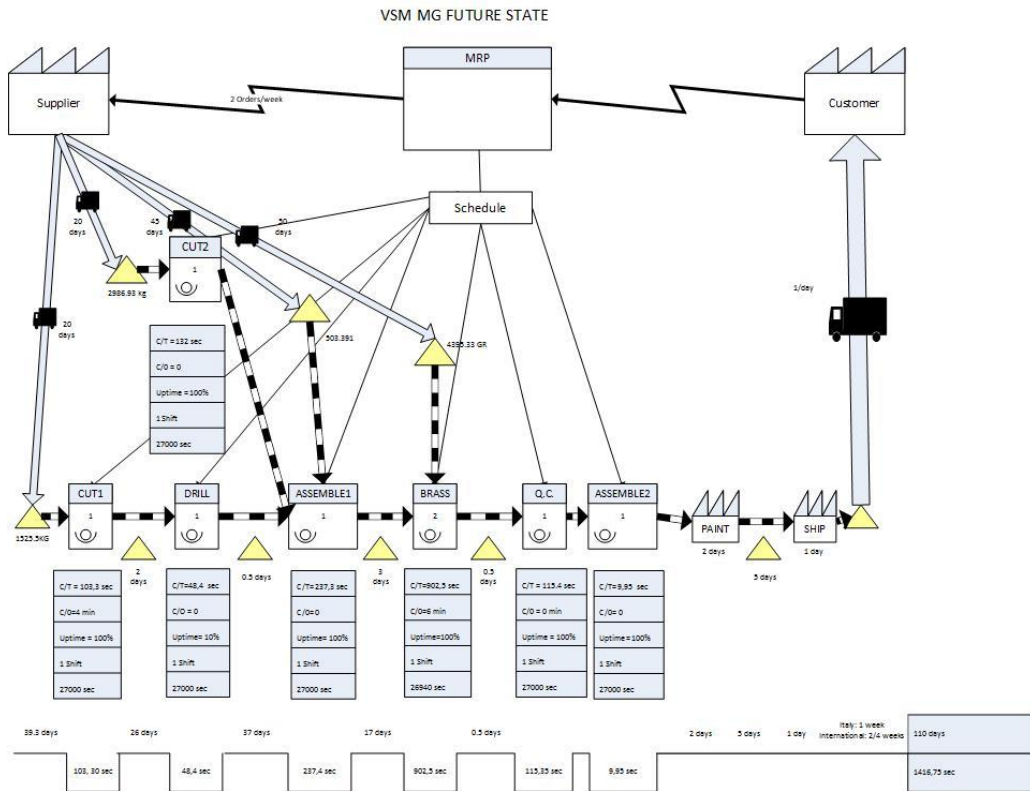 VSM MG FUTURE STATE
MRP
Supplier
2 Orders/week
Customer
Schedule
20
days
45
days
50
days
CUT2
1
2986.93 kg
20
days
1/day
503.391
4395.33 GR
C/T =132 sec
C/0 = 0
Uptime =100%
1 Shift
27000 sec
CUT1
1
DRILL
1
ASSEMBLE1
1
BRASS
2
Q.C.
1
ASSEMBLE2
1
PAINT
2 days
SHIP
1 day
1525.5KG
2
days
0.5 days
3
days
0.5
days
5
days
C/T = 103,3 sec
C/0=4 min
Uptime = 100%
1 Shift
27000 sec
C/T=48,4 sec
C/0 = 0
Uptime= 10%
1 Shift
27000 sec
C/T =237,3 sec
C/0= 0
Uptime =100%
1 Shift
27000 sec
C/T=902,5 sec
C/0=6 min
Uptime=100%
1 Shift
26940 sec
C/T = 115.4 sec
C/0 = 0 min
Uptime = 100%
1 Shift
27000 sec
C/T =9,95 sec
C/0= 0
Uptime=100%
1 Shift
27000 sec
39.3 days
26 days
37 days
17 days
0.5 days
2 days
5 days
1 day
Italy: 1 week
International: 2/4 weeks
110 days
103, 30 sec
48,4 sec
237,4 sec
902,5 sec
115,35 sec
9,95 sec
1416,75 sec